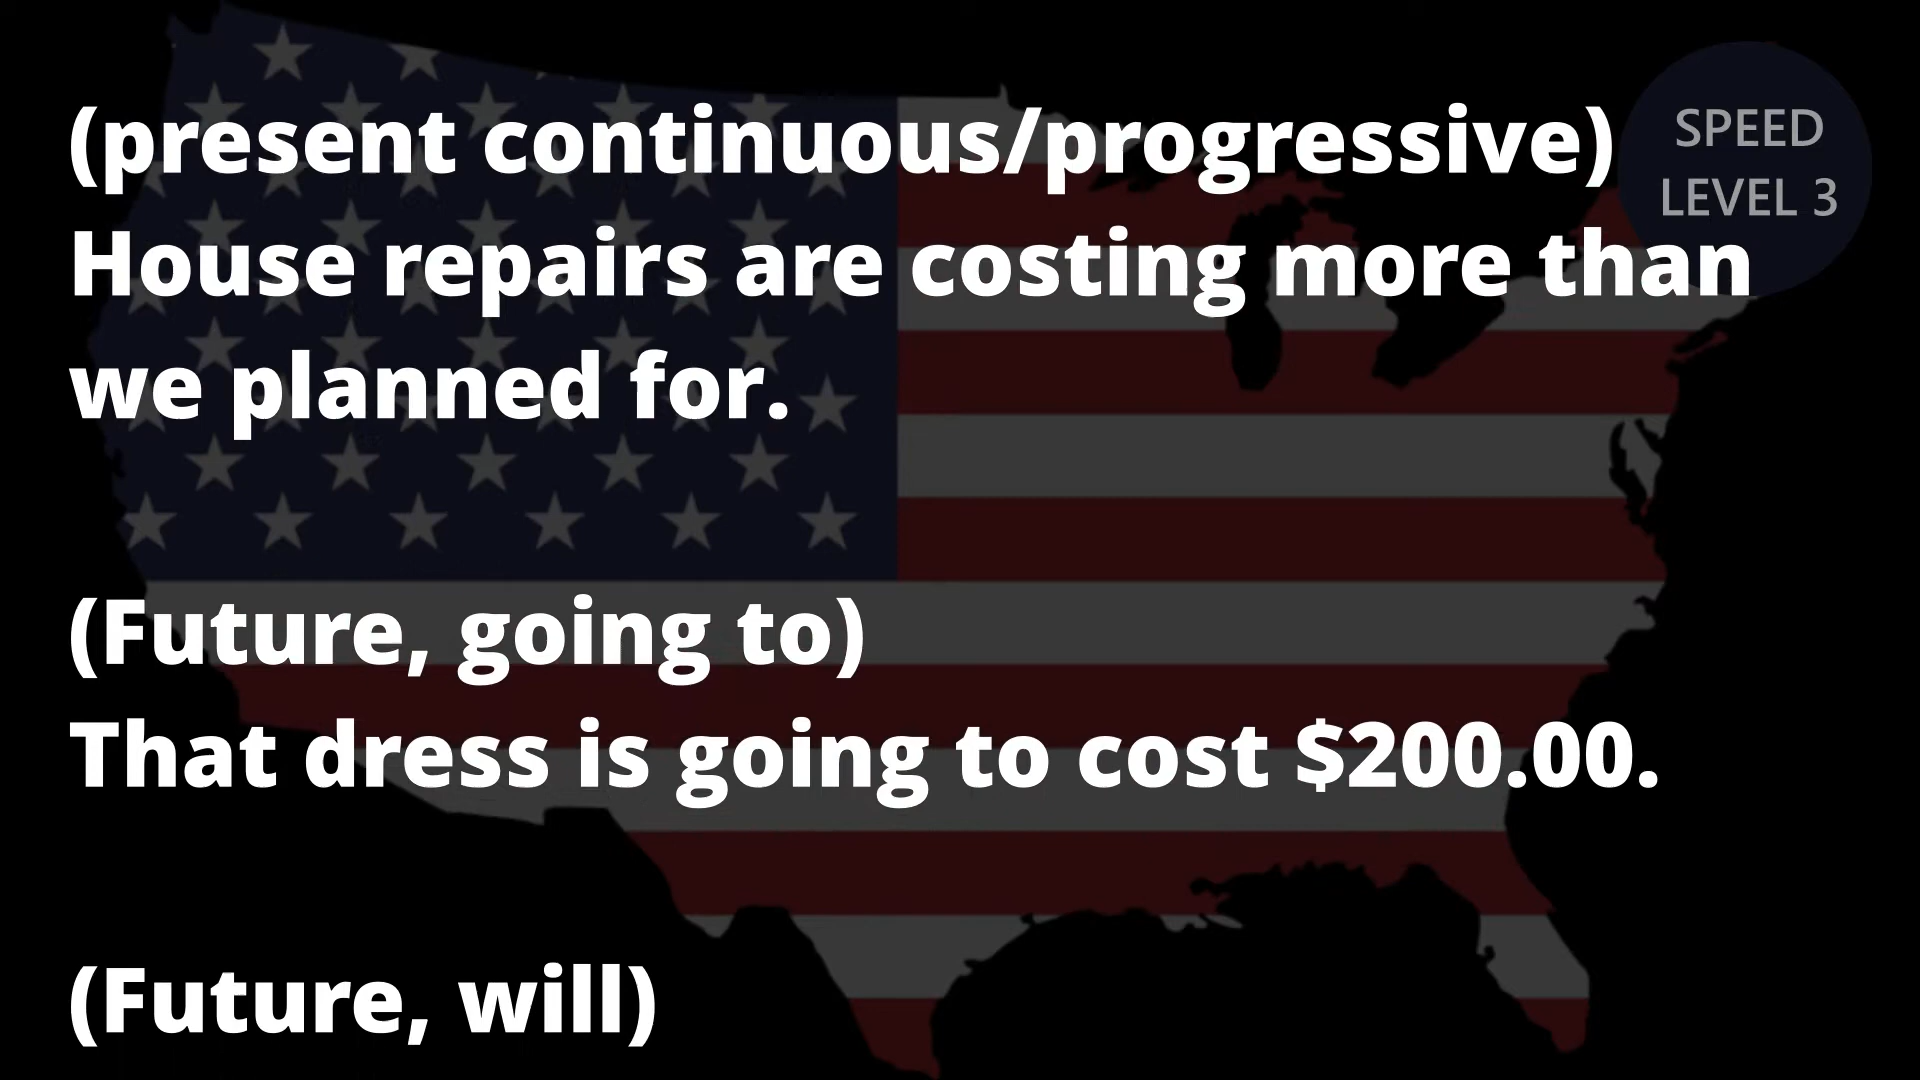 (present continuous/progressive)
House repairs are costing more than
we planned for.
(Future, going to)
That dress is going to cost $200.00.
(Future, will)
SPEED
LEVEL 3